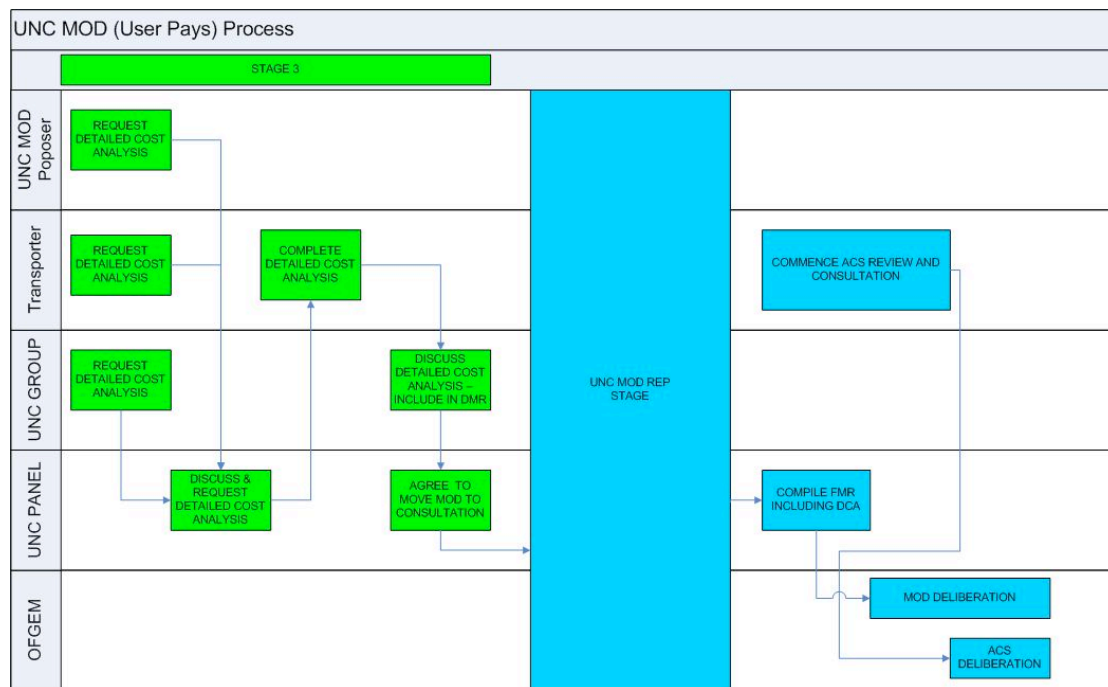 UNC MOD (User Pays) Process
STAGE 3
UNC MOD
Poposer
REQUEST
DETAILED COST
ANALYSIS
Transporter
REQUEST
DETAILED COST
ANALYSIS
COMPLETE
DETAILED COST
ANALYSIS
COMMENCE ACS REVIEW AND
CONSULTATION
UNC GROUP
REQUEST
DETAILED COST
ANALYSIS
DISCUSS
DETAILED COST
ANALYSIS –
INCLUDE IN DMR
UNC MOD REP
STAGE
UNC PANEL
DISCUSS &
REQUEST
DETAILED COST
ANALYSIS
AGREE TO
MOVE MOD TO
CONSULTATION
COMPILE FMR
INCLUDING DCA
OFGEM
MOD DELIBERATION
ACS
DELIBERATION